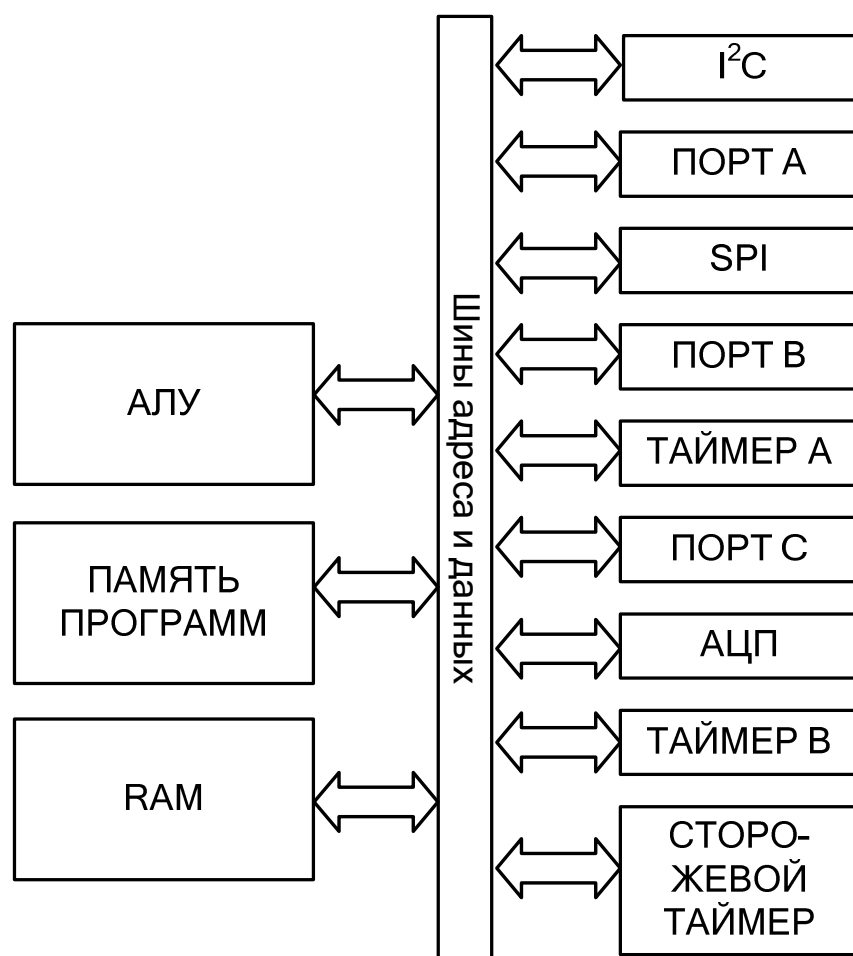 I²C
ПОРТ А
SPI
ПОРТ В
ТАЙМЕР А
ПОРТ С
АЦП
ТАЙМЕР В
СТОРО-
ЖЕВОЙ
ТАЙМЕР
Шины адреса и данных
АЛУ
ПАМЯТЬ
ПРОГРАММ
RAM